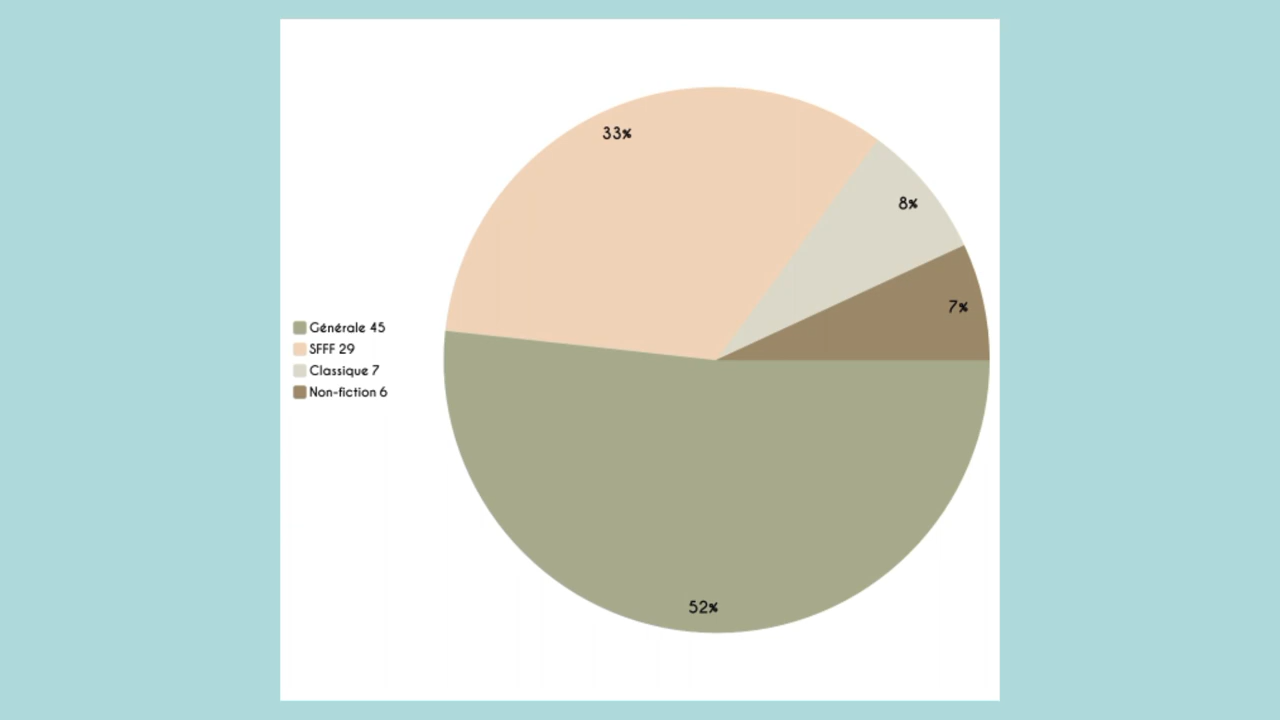 33%
8%
7%
Générale 45
SFFF 29
Classique 7
Non-fiction 6
52%